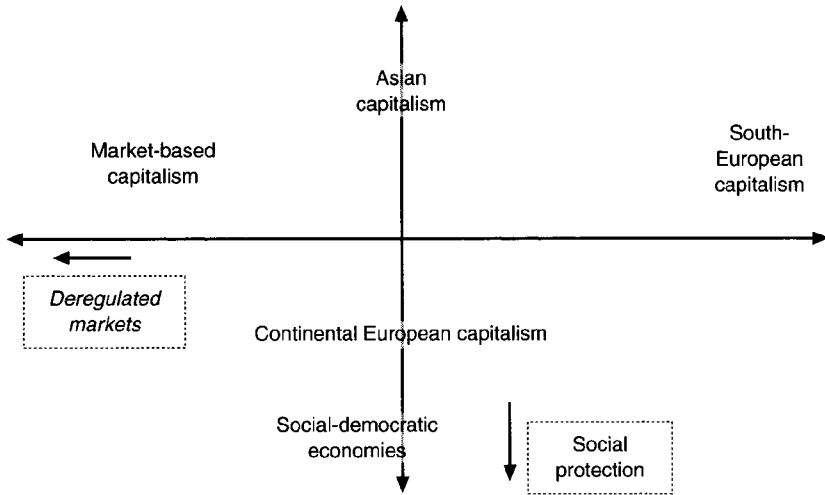 Asian
capitalism
Market-based
capitalism
South-
European
capitalism
Deregulated
markets
Continental European capitalism
Social-democratic
economies
Social
protection